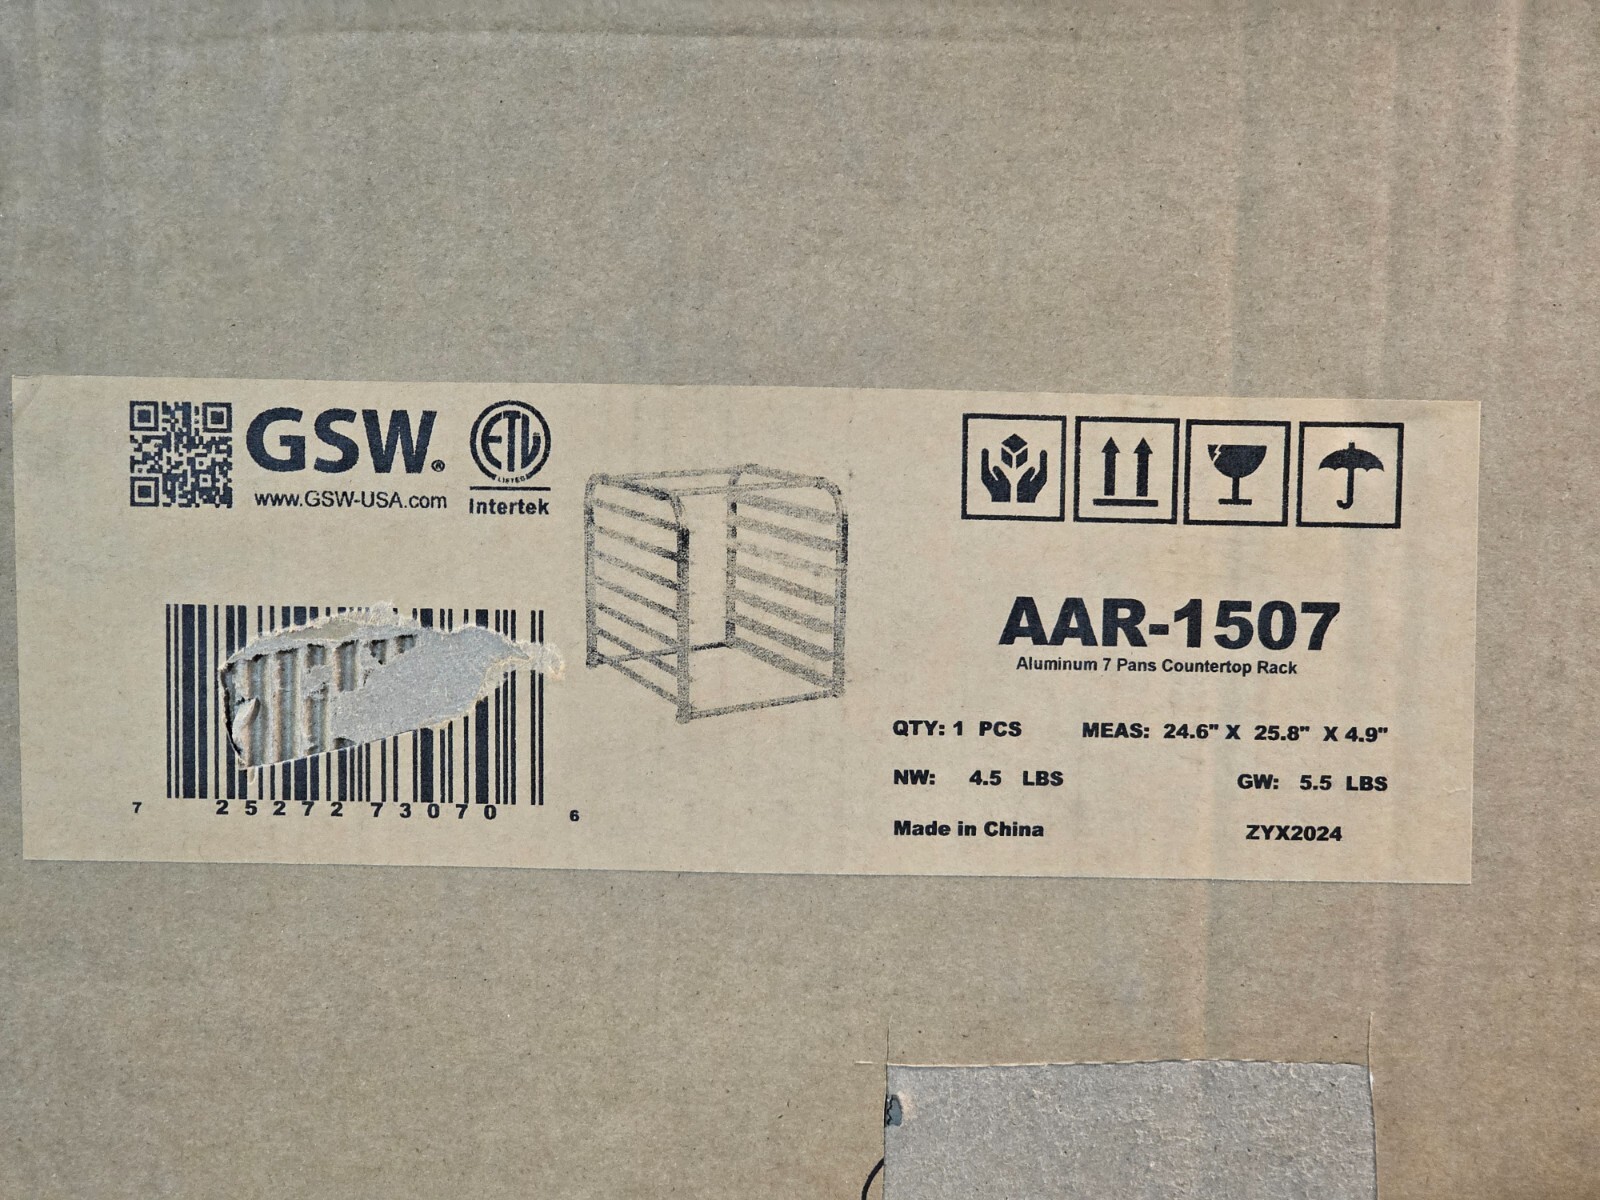 GSW®
www.GSW-USA.com
ETL
LISTED
Intertek
AAR-1507
Aluminum 7 Pans Countertop Rack
QTY: 1 PCS MEAS: 24.6" X 25.8" X 4.9"
NW: 4.5 LBS GW: 5.5 LBS
Made in China ZYX2024
7 25272 73070 6